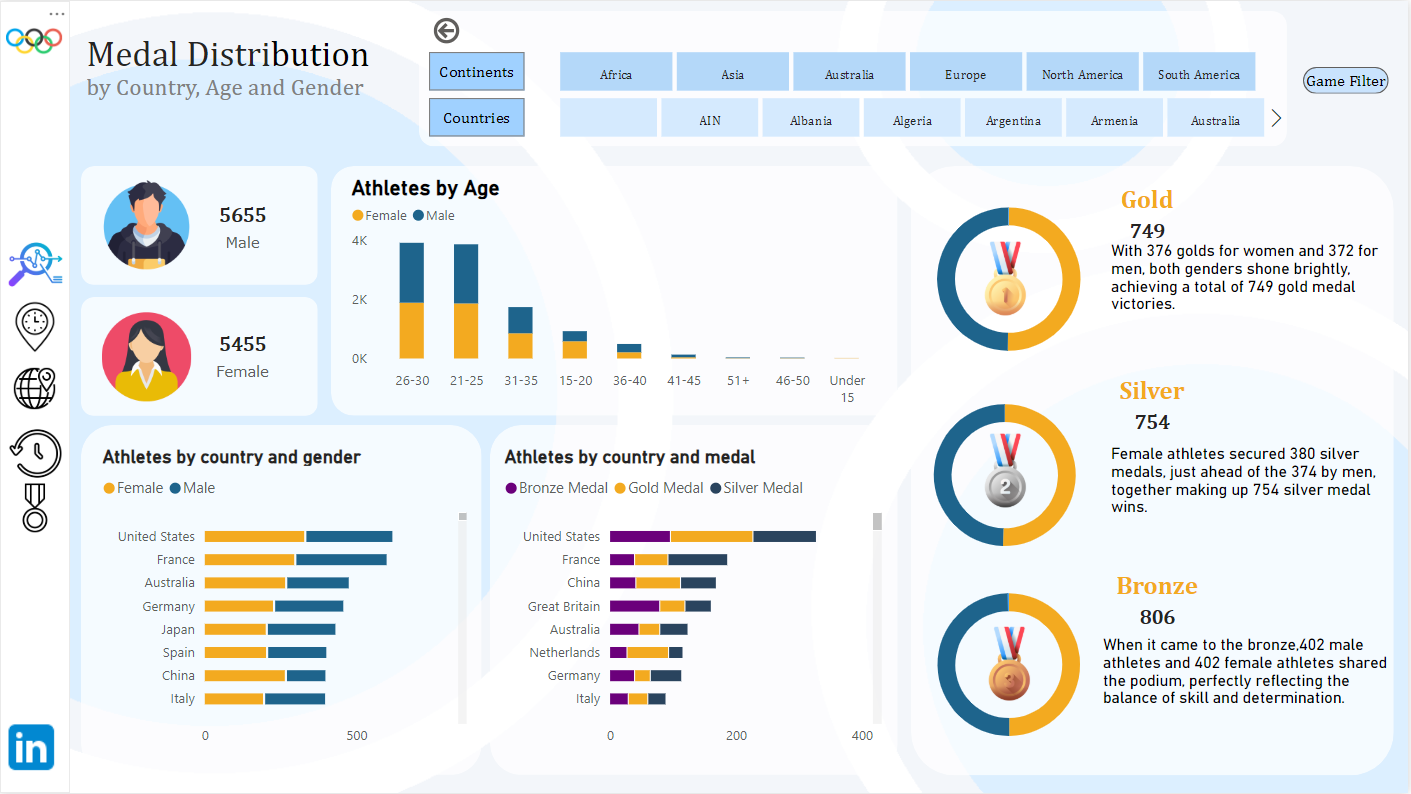 Medal Distribution
by Country, Age and Gender
Continents
Africa
Asia
Australia
Europe
North America
South America
Game Filter
Countries
AIN
Albania
Algeria
Argentina
Armenia
Australia
5655
Male
5455
Female
Athletes by Age
Female Male
4K
2K
0K
26-30 21-25 31-35 15-20 36-40 41-45 51+ 46-50 Under
15
Athletes by country and gender
Female Male
United States
France
Australia
Germany
Japan
Spain
China
Italy
0 500
Athletes by country and medal
Bronze Medal Gold Medal Silver Medal
United States
France
China
Great Britain
Australia
Netherlands
Germany
Italy
0 200 400
Gold
749
With 376 golds for women and 372 for
men, both genders shone brightly,
achieving a total of 749 gold medal
victories.
1
Silver
754
Female athletes secured 380 silver
medals, just ahead of the 374 by men,
together making up 754 silver medal
wins.
2
Bronze
806
When it came to the bronze,402 male
athletes and 402 female athletes shared
the podium, perfectly reflecting the
balance of skill and determination.
3
in